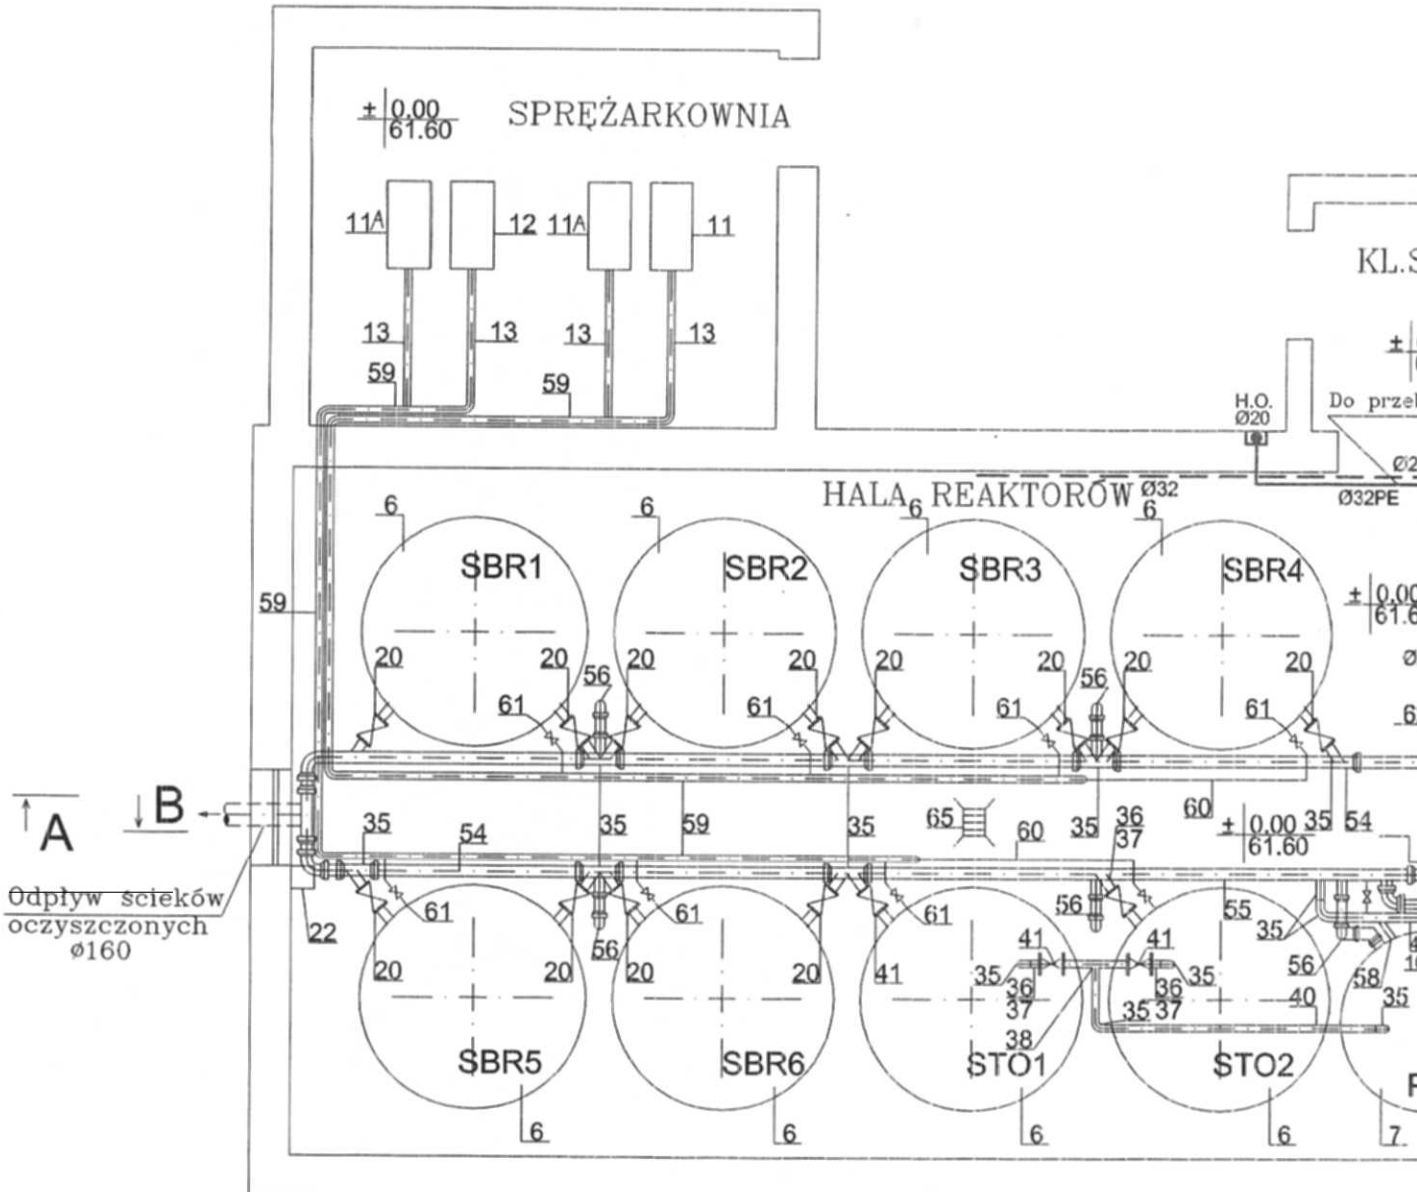 ± 0.00
61.60
SPRĘŻARKOWNIA
11A 12 11A 11
KL.S
13 13 13 13
±
59 59
H.O.
Ø20
Do przel
Ø2
HALA REAKTORÓW Ø32
Ø32PE
6 6 6 6
SBR1 SBR2 SBR3 SBR4
59
± 0.00
61.6
Ø
20 20 20 20 20 20 20 20
56 56
61 61 61 61
6
60
A B
35 54 35 59 35 65 60 35 36 37
± 0.00
61.60
35 54
Odpływ ścieków
oczyszczonych
ø160
22
61 61 61 56 55 35
56
20 20 20 20 41
41 41
35 35
36 36
37 37
56 58
10
38 35 40 35
SBR5 SBR6 STO1 STO2
6 6 6 6 7